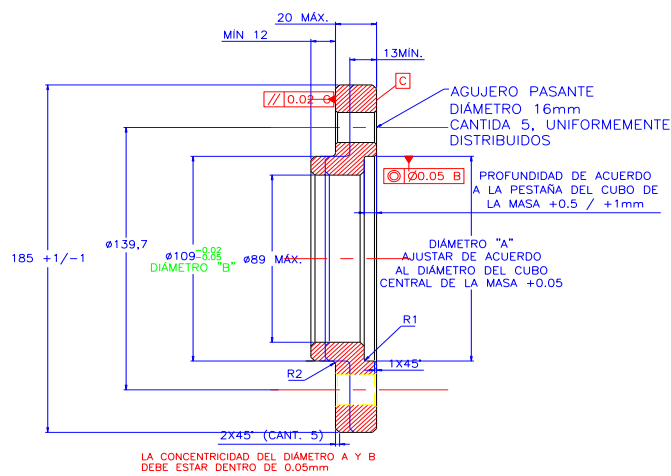 20 MÁX.
MÍN 12
13MÍN.
C
// 0.02 C
AGUJERO PASANTE
DIÁMETRO 16mm
CANTIDA 5, UNIFORMEMENTE
DISTRIBUIDOS
◎ Ø0.05 B
PROFUNDIDAD DE ACUERDO
A LA PESTAÑA DEL CUBO DE
LA MASA +0.5 / +1mm
185 +1/-1
ø139,7
ø109 -0.02 -0.05
DIÁMETRO "B"
ø89 MÁX.
DIÁMETRO "A"
AJUSTAR DE ACUERDO
AL DIÁMETRO DEL CUBO
CENTRAL DE LA MASA +0.05
R1
1X45°
R2
2X45° (CANT. 5)
LA CONCENTRICIDAD DEL DIÁMETRO A Y B
DEBE ESTAR DENTRO DE 0.05mm